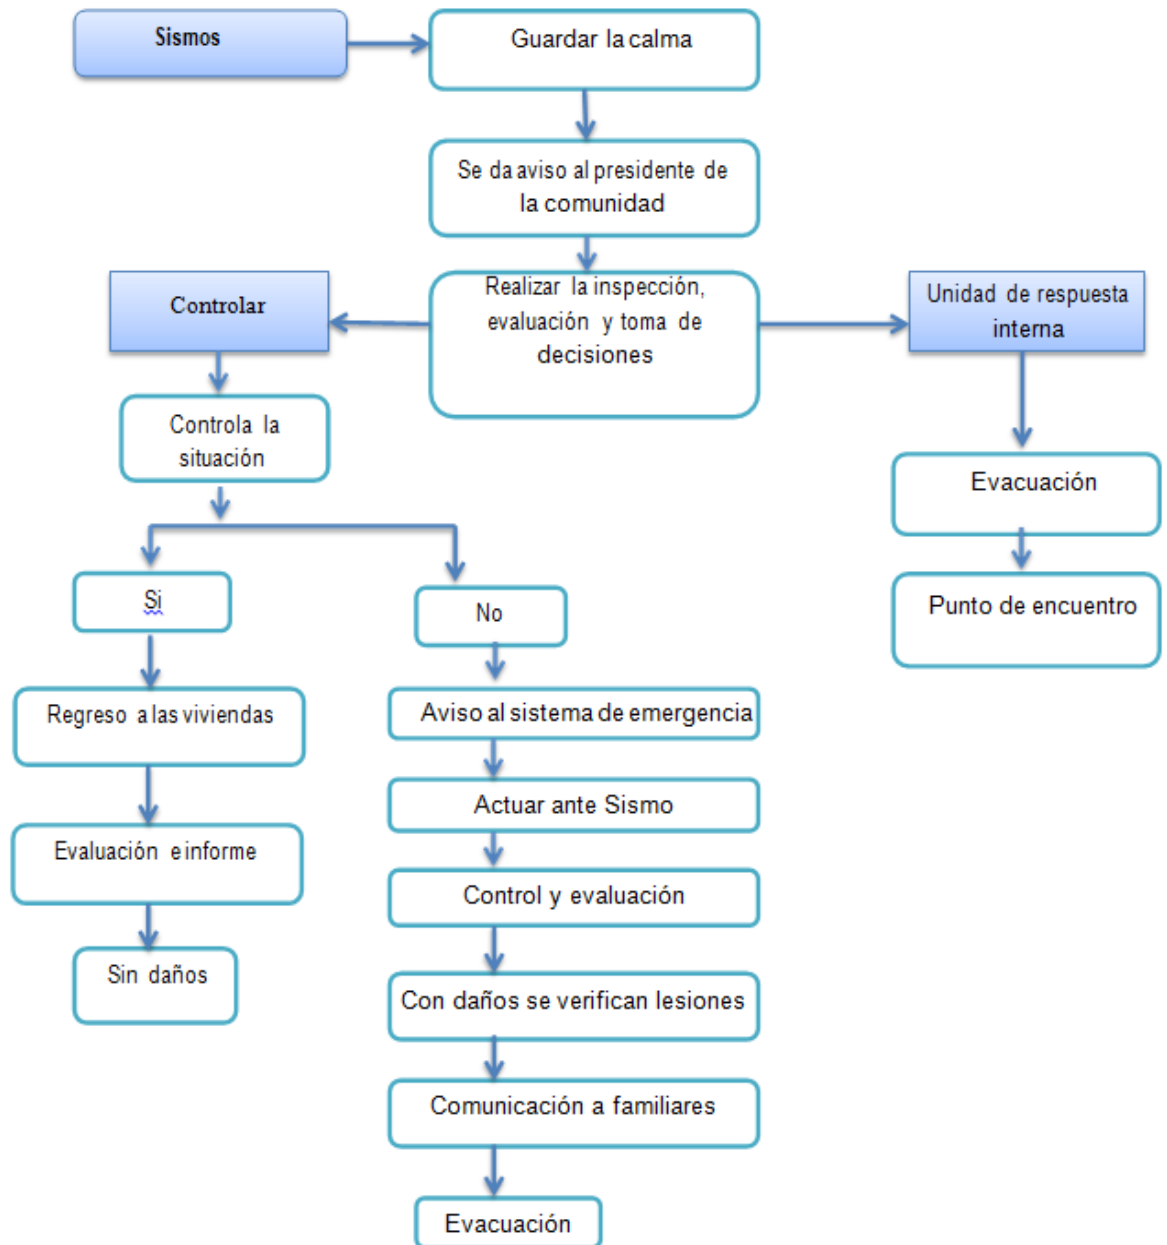 Sismos
Guardar la calma
Se da aviso al presidente de
la comunidad
Realizar la inspección,
evaluación y toma de
decisiones
Controlar
Unidad de respuesta
interna
Controla la
situación
Evacuación
Punto de encuentro
Si
No
Regreso a las viviendas
Aviso al sistema de emergencia
Actuar ante Sismo
Evaluación e informe
Control y evaluación
Sin daños
Con daños se verifican lesiones
Comunicación a familiares
Evacuación